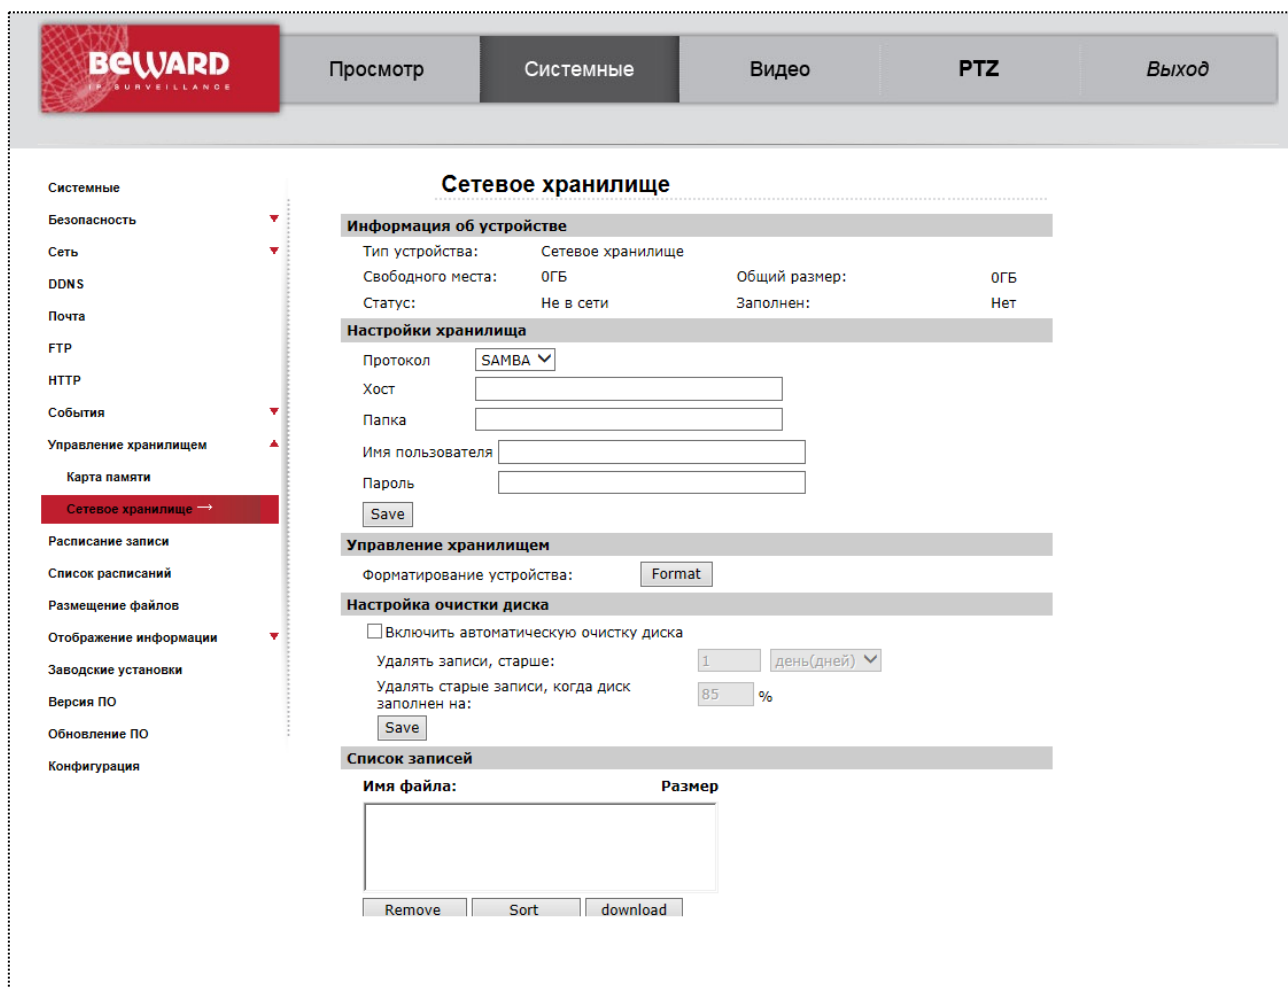 BEWARD
IP SURVEILLANCE
Просмотр
Системные
Видео
PTZ
Выход
Системные
Безопасность
Сеть
DDNS
Почта
FTP
HTTP
События
Управление хранилищем
Карта памяти
Сетевое хранилище →
Расписание записи
Список расписаний
Размещение файлов
Отображение информации
Заводские установки
Версия ПО
Обновление ПО
Конфигурация
Сетевое хранилище
Информация об устройстве
Тип устройства: Сетевое хранилище
Свободного места: 0ГБ Общий размер: 0ГБ
Статус: Не в сети Заполнен: Нет
Настройки хранилища
Протокол SAMBA
Хост
Папка
Имя пользователя
Пароль
Save
Управление хранилищем
Форматирование устройства: Format
Настройка очистки диска
Включить автоматическую очистку диска
Удалять записи, старше: 1 день(дней)
Удалять старые записи, когда диск
заполнен на: 85 %
Save
Список записей
Имя файла: Размер
Remove Sort download